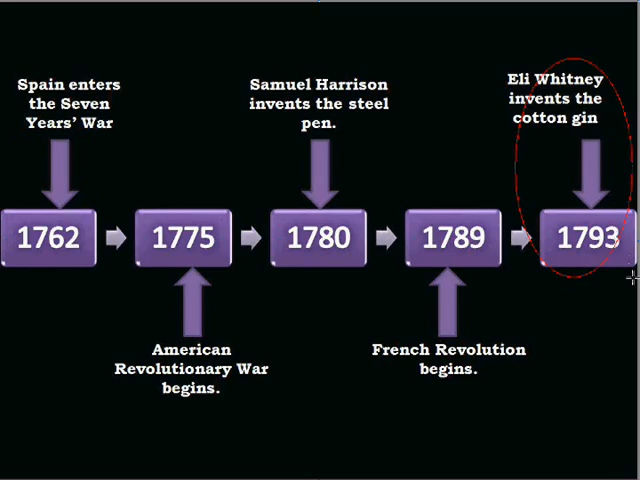 Spain enters
the Seven
Years’ War
Samuel Harrison
invents the steel
pen.
Eli Whitney
invents the
cotton gin
1762
1775
1780
1789
1793
American
Revolutionary War
begins.
French Revolution
begins.